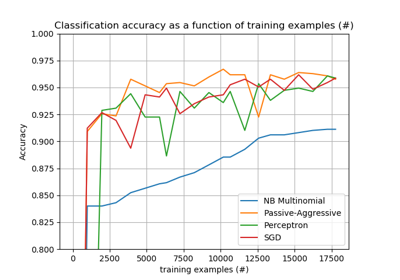 Classification accuracy as a function of training examples (#)
1.000
0.975
0.950
0.925
0.900
0.875
0.850
0.825
0.800
Accuracy
NB Multinomial
Passive-Aggressive
Perceptron
SGD
0 2500 5000 7500 10000 12500 15000 17500
training examples (#)